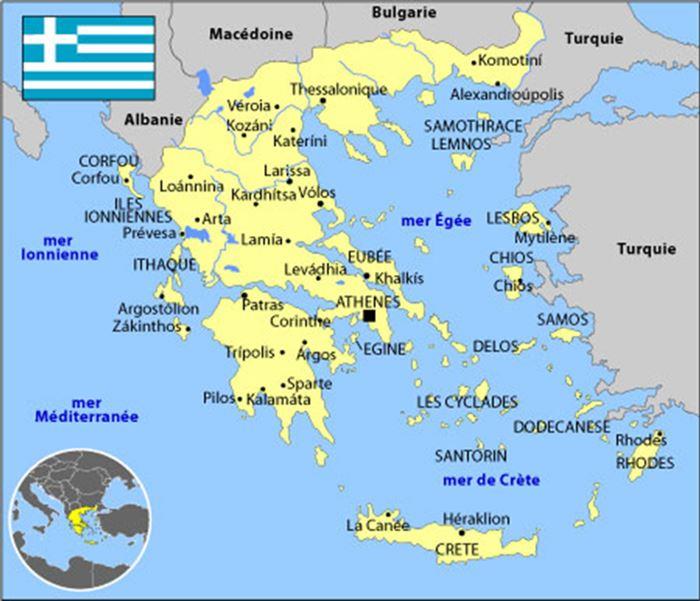 Bulgarie
Macédoine
Turquie
Komotiní
Thessalonique
Alexandroúpolis
Véroia
Albanie
Kozáni
SAMOTHRACE
Kateríni
LEMNOS
CORFOU
Larissa
Corfou
Loánnina
Kardhítsa
Vólos
ILES
IONNIENNES
Arta
mer Égée
LESBOS
Prévesa
Lamía
Mytilène
mer
Ionnienne
EUBÉE
Turquie
ITHAQUE
Levádhia
Khalkís
CHIOS
Chios
Argostólion
Patras
ATHENES
Zákinthos
Corinthe
SAMOS
Trípolis
Argos
EGINE
DELOS
Sparte
Pilos
Kalamáta
LES CYCLADES
mer
Méditerranée
DODECANESE
Rhodes
SANTORIN
RHODES
mer de Crète
La Canée
Héraklion
CRETE